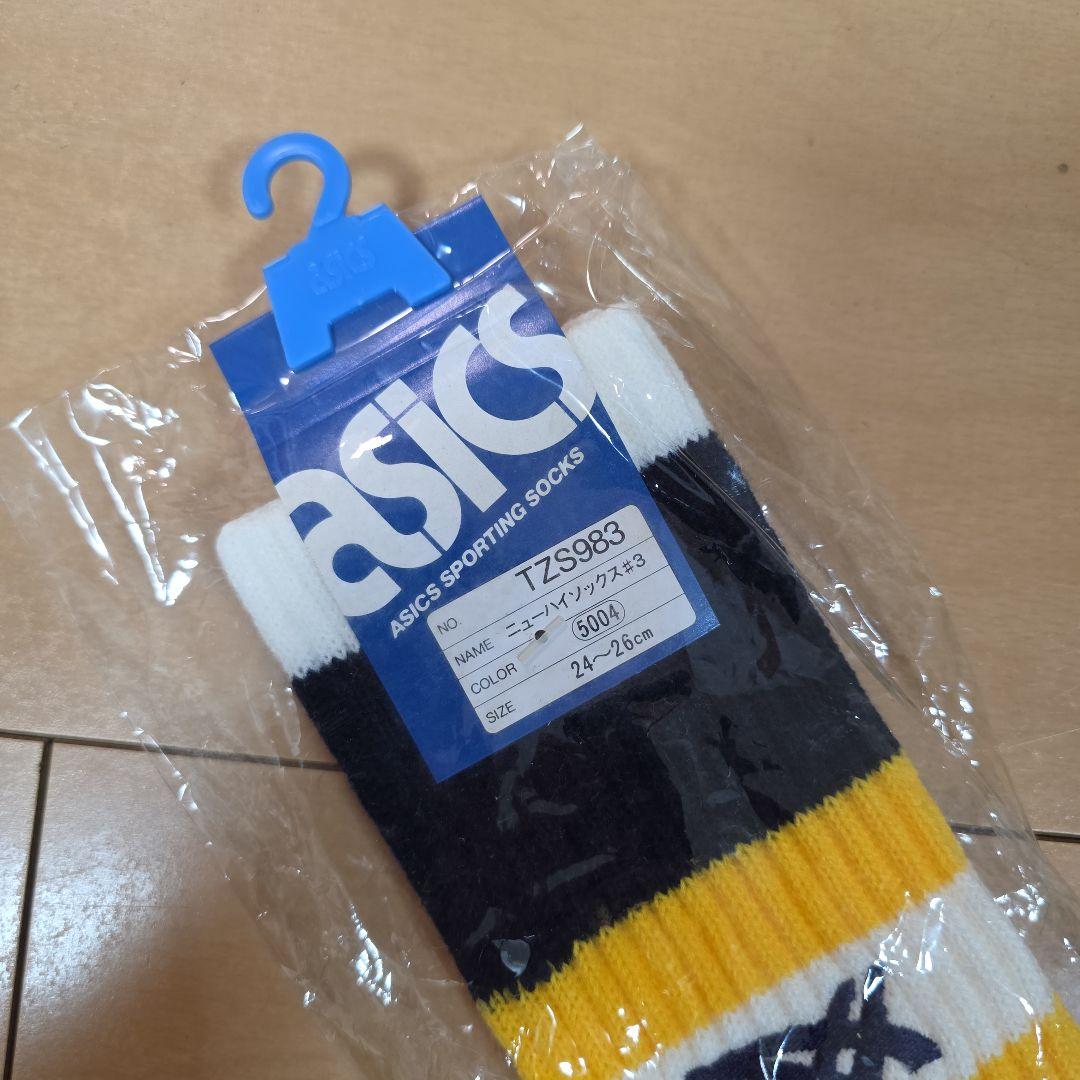 asics
asics
ASICS SPORTING SOCKS
NO. TZS983
NAME ニューハイソックス#3
COLOR 5004
SIZE 24～26cm